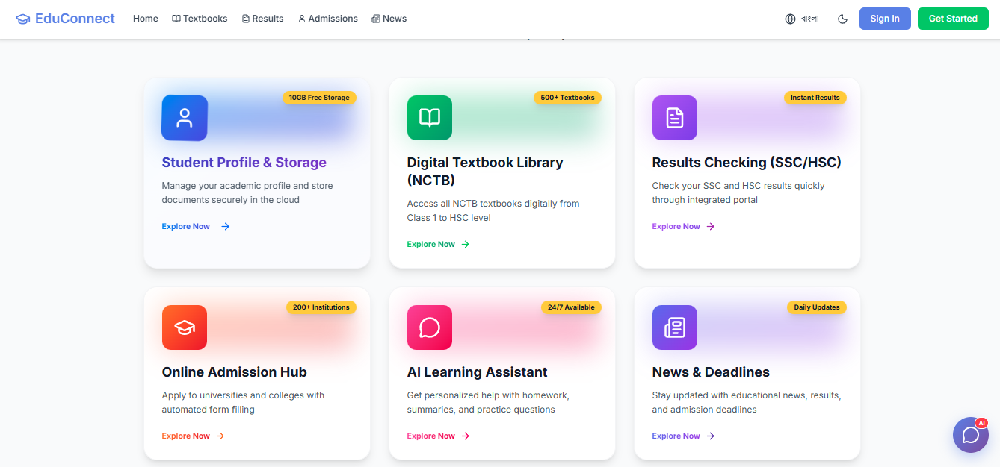 EduConnect
Home
Textbooks
Results
Admissions
News
বাংলা
Sign In
Get Started
10GB Free Storage
Student Profile & Storage
Manage your academic profile and store
documents securely in the cloud
Explore Now
500+ Textbooks
Digital Textbook Library
(NCTB)
Access all NCTB textbooks digitally from
Class 1 to HSC level
Explore Now
Instant Results
Results Checking (SSC/HSC)
Check your SSC and HSC results quickly
through integrated portal
Explore Now
200+ Institutions
Online Admission Hub
Apply to universities and colleges with
automated form filling
Explore Now
24/7 Available
AI Learning Assistant
Get personalized help with homework,
summaries, and practice questions
Explore Now
Daily Updates
News & Deadlines
Stay updated with educational news, results,
and admission deadlines
Explore Now
AI